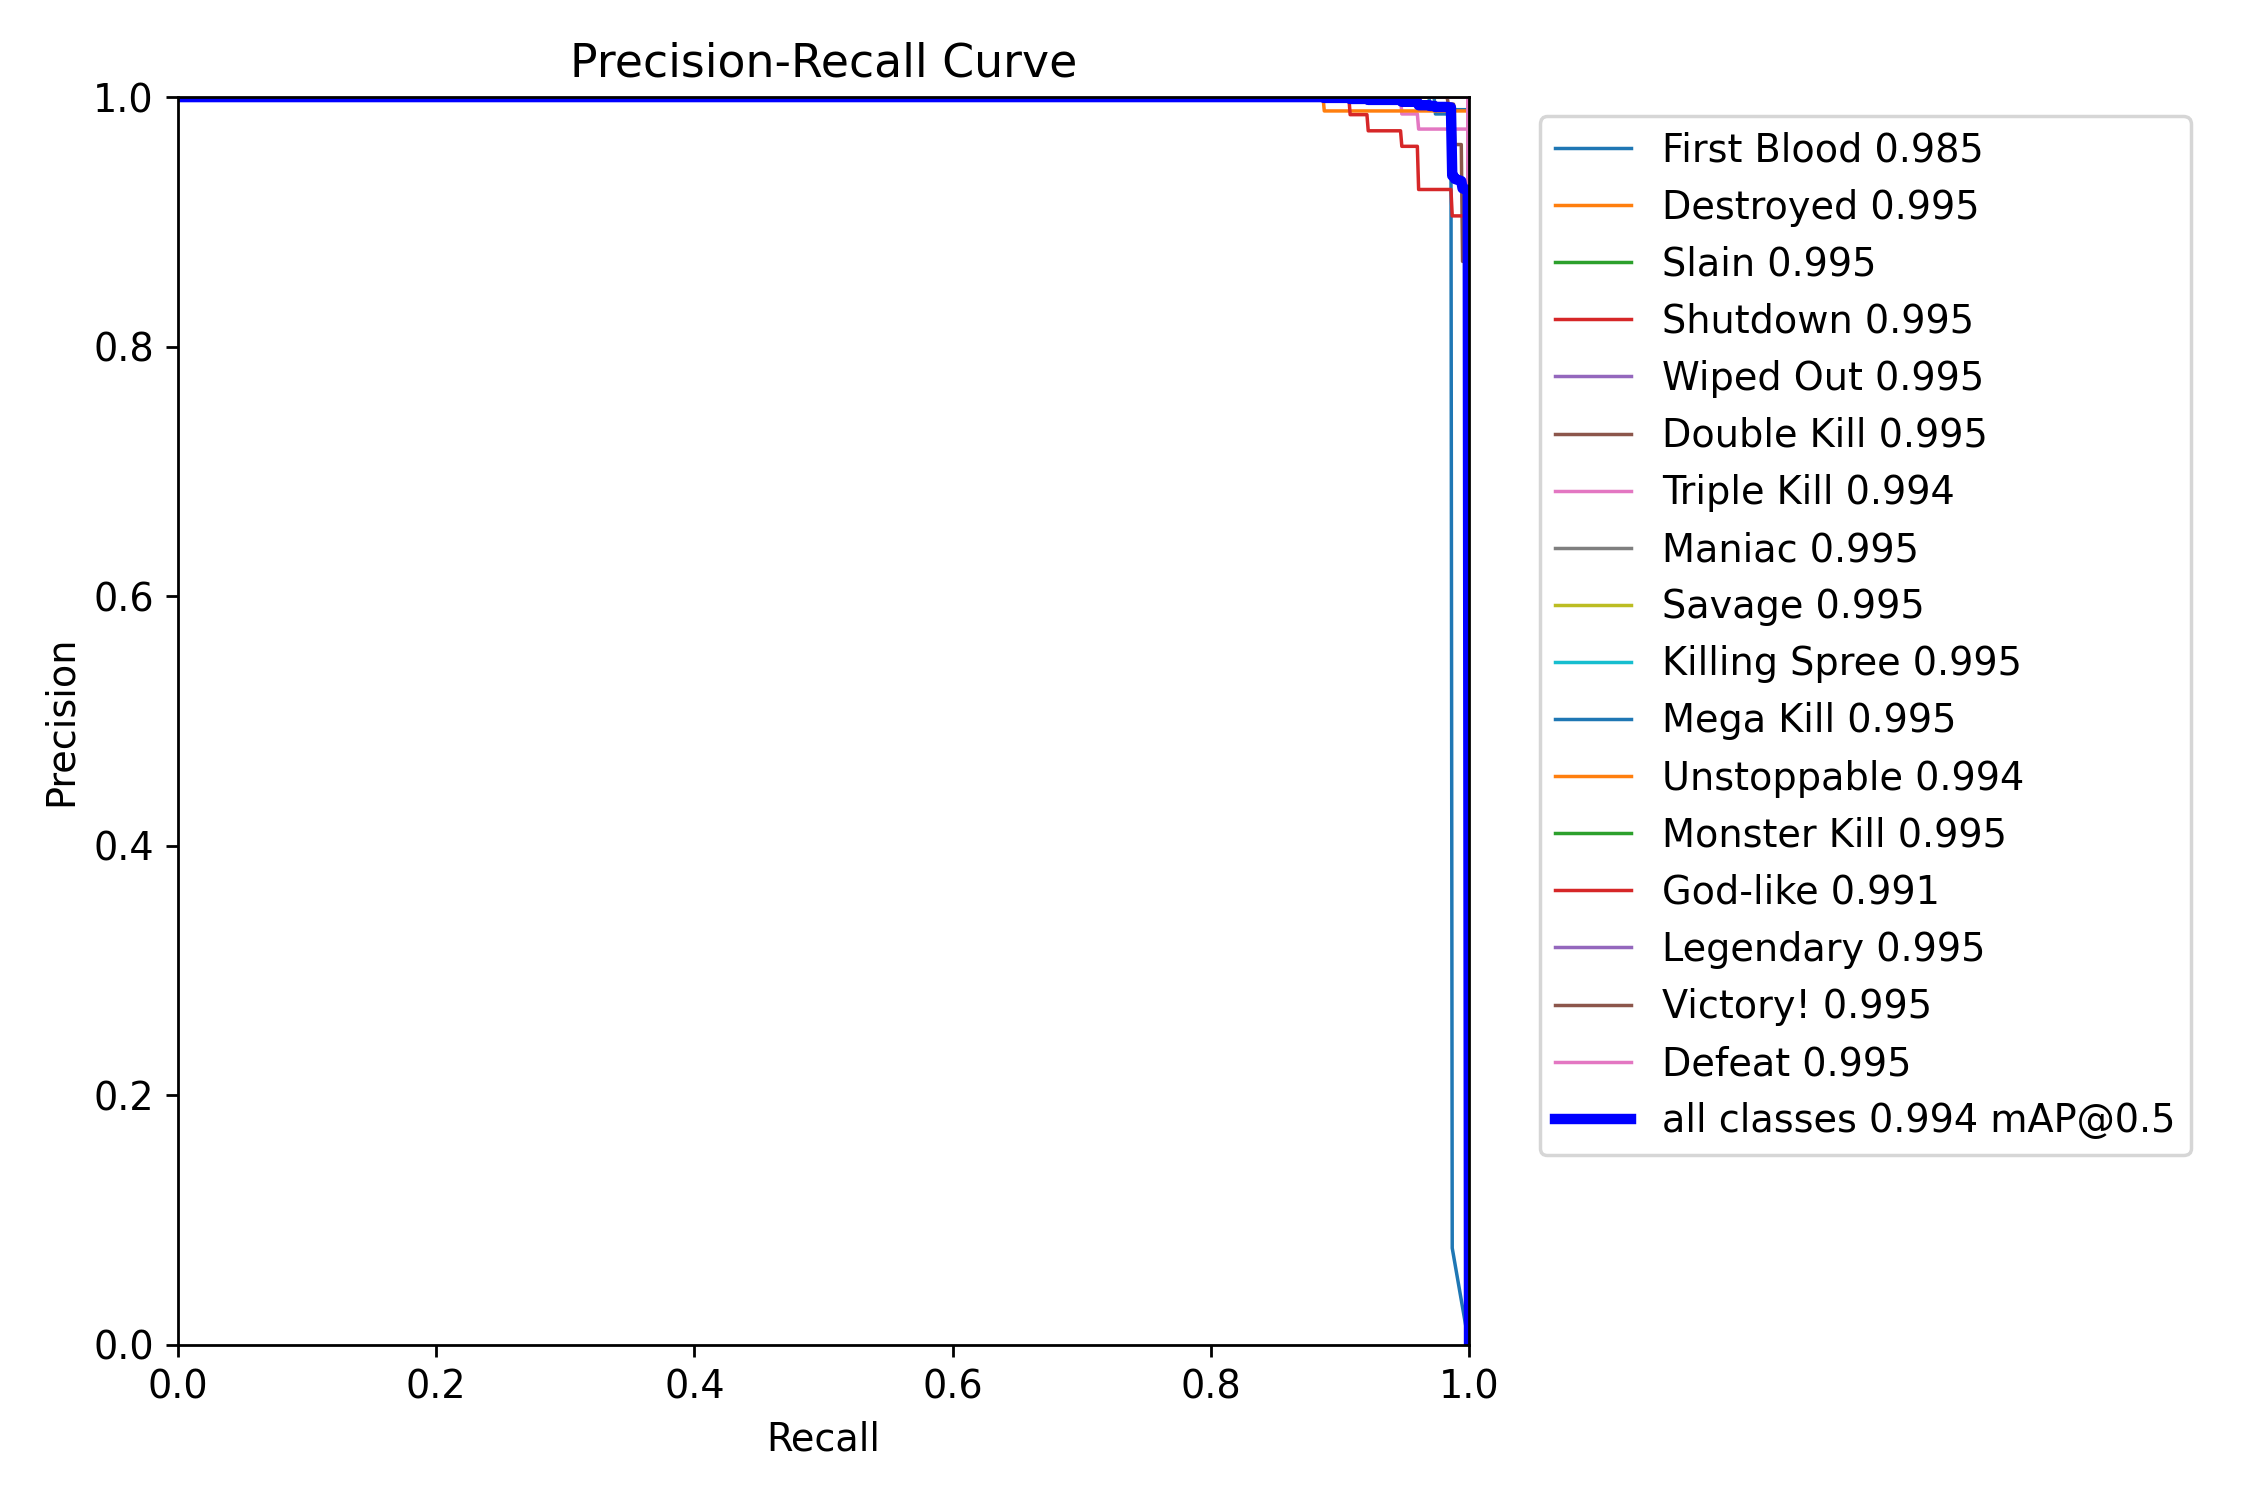 Precision-Recall Curve
1.0
0.8
0.6
0.4
0.2
0.0
Precision
0.0 0.2 0.4 0.6 0.8 1.0
Recall
First Blood 0.985
Destroyed 0.995
Slain 0.995
Shutdown 0.995
Wiped Out 0.995
Double Kill 0.995
Triple Kill 0.994
Maniac 0.995
Savage 0.995
Killing Spree 0.995
Mega Kill 0.995
Unstoppable 0.994
Monster Kill 0.995
God-like 0.991
Legendary 0.995
Victory! 0.995
Defeat 0.995
all classes 0.994 mAP@0.5